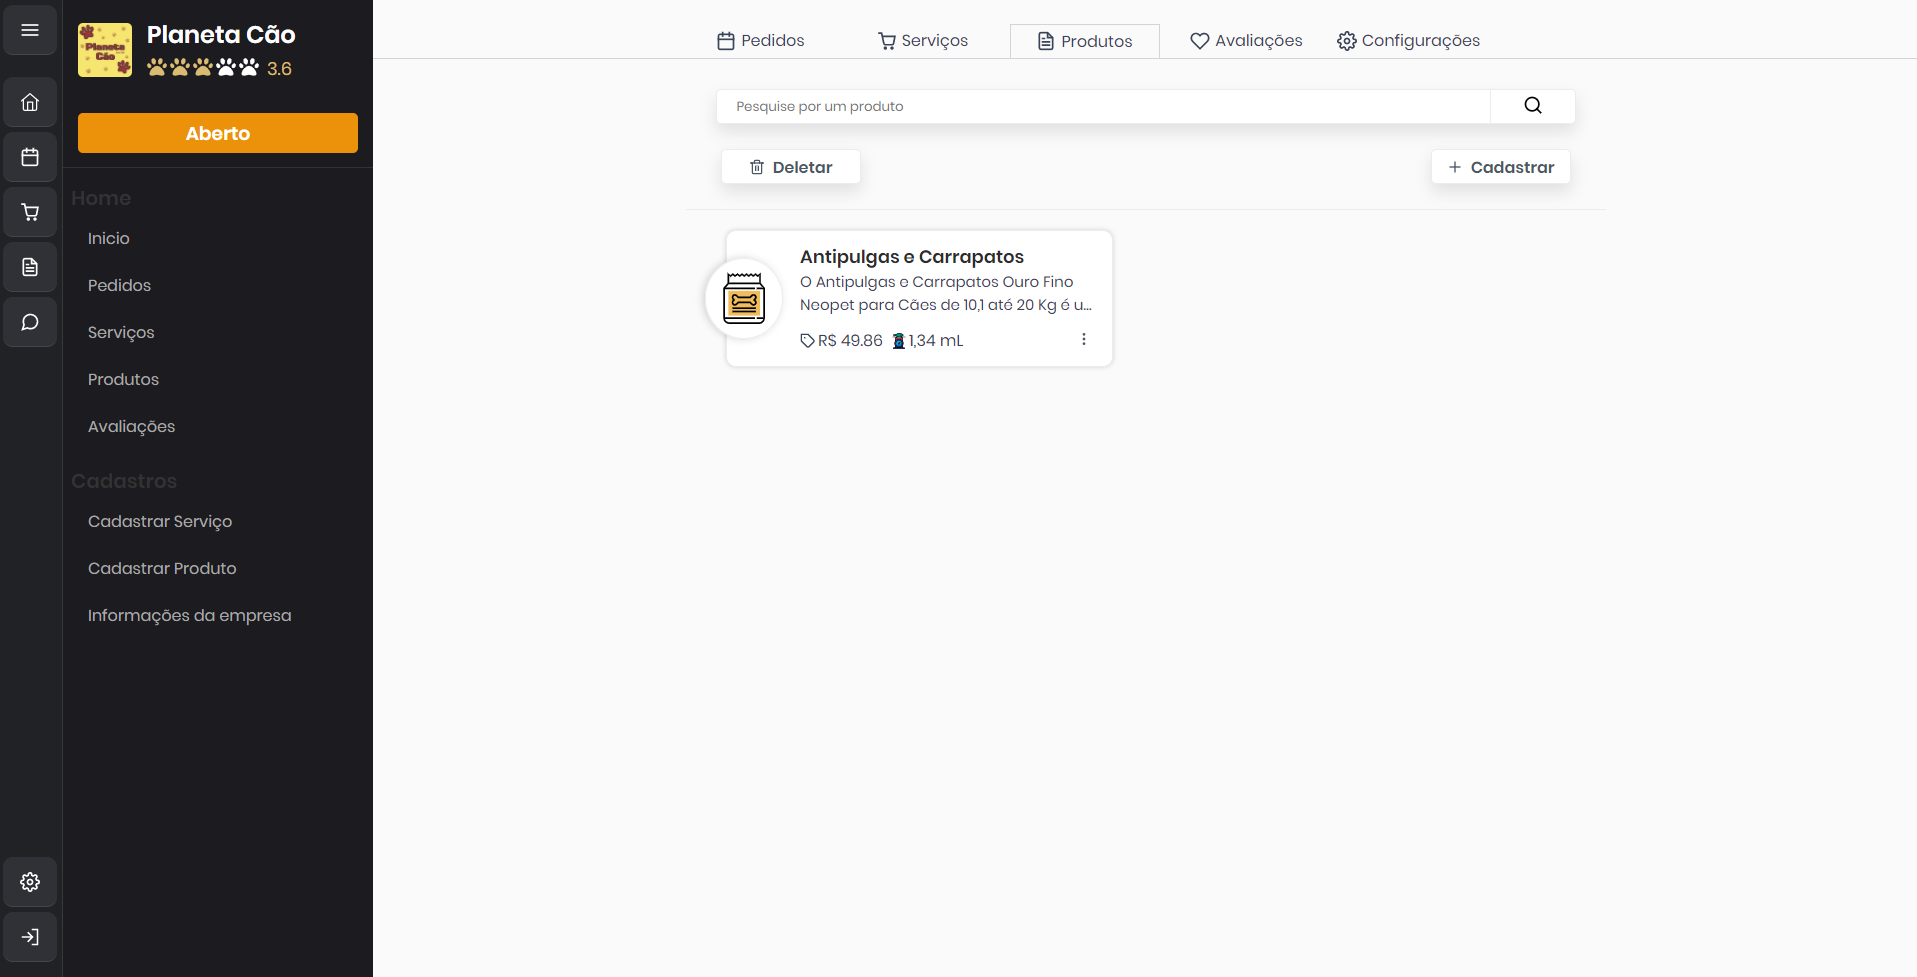 Planeta Cão
Planeta Cão
3.6
Aberto
Home
Inicio
Pedidos
Serviços
Produtos
Avaliações
Cadastros
Cadastrar Serviço
Cadastrar Produto
Informações da empresa
Pedidos
Serviços
Produtos
Avaliações
Configurações
Pesquise por um produto
Deletar
Cadastrar
Antipulgas e Carrapatos
O Antipulgas e Carrapatos Ouro Fino
Neopet para Cães de 10,1 até 20 Kg é u...
R$ 49.86 1,34 mL